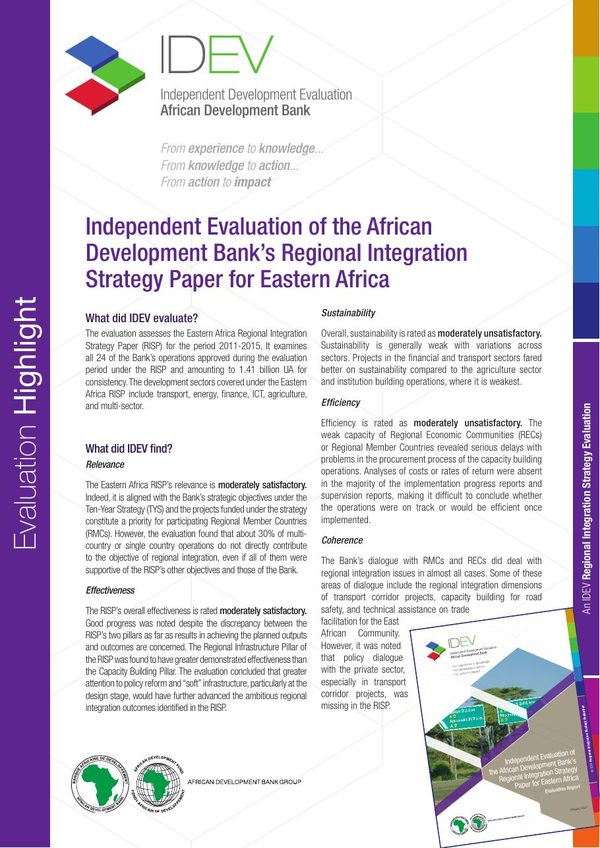 IDEV
Independent Development Evaluation
African Development Bank
From experience to knowledge...
From knowledge to action...
From action to impact
Independent Evaluation of the African
Development Bank's Regional Integration
Strategy Paper for Eastern Africa
Evaluation Highlight
What did IDEV evaluate?
The evaluation assesses the Eastern Africa Regional Integration
Strategy Paper (RISP) for the period 2011-2015. It examines
all 24 of the Bank's operations approved during the evaluation
period under the RISP and amounting to 1.41 billion UA for
consistency. The development sectors covered under the Eastern
Africa RISP include transport, energy, finance, ICT, agriculture,
and multi-sector.
What did IDEV find?
Relevance
The Eastern Africa RISP's relevance is moderately satisfactory.
Indeed, it is aligned with the Bank's strategic objectives under the
Ten-Year Strategy (TYS) and the projects funded under the strategy
constitute a priority for participating Regional Member Countries
(RMCs). However, the evaluation found that about 30% of multi-
country or single country operations do not directly contribute
to the objective of regional integration, even if all of them were
supportive of the RISP's other objectives and those of the Bank.
Effectiveness
The RISP's overall effectiveness is rated moderately satisfactory.
Good progress was noted despite the discrepancy between the
RISP's two pillars as far as results in achieving the planned outputs
and outcomes are concerned. The Regional Infrastructure Pillar of
the RISP was found to have greater demonstrated effectiveness than
the Capacity Building Pillar. The evaluation concluded that greater
attention to policy reform and "soft" infrastructure, particularly at the
design stage, would have further advanced the ambitious regional
integration outcomes identified in the RISP.
Sustainability
Overall, sustainability is rated as moderately unsatisfactory.
Sustainability is generally weak with variations across
sectors. Projects in the financial and transport sectors fared
better on sustainability compared to the agriculture sector
and institution building operations, where it is weakest.
Efficiency
Efficiency is rated as moderately unsatisfactory. The
weak capacity of Regional Economic Communities (RECs)
or Regional Member Countries revealed serious delays with
problems in the procurement process of the capacity building
operations. Analyses of costs or rates of return were absent
in the majority of the implementation progress reports and
supervision reports, making it difficult to conclude whether
the operations were on track or would be efficient once
implemented.
Coherence
The Bank's dialogue with RMCs and RECs did deal with
regional integration issues in almost all cases. Some of these
areas of dialogue include the regional integration dimensions
of transport corridor projects, capacity building for road
safety, and technical assistance on trade
facilitation for the East
African Community.
However, it was noted
that policy dialogue
with the private sector,
especially in transport
corridor projects, was
missing in the RISP.
An IDEV Regional Integration Strategy Evaluation
AFRICAN DEVELOPMENT BANK GROUP
IDEV
Independent Development Evaluation
African Development Bank
Independent Evaluation of
the African Development Bank's
Regional Integration Strategy
Paper for Eastern Africa
Evaluation Report